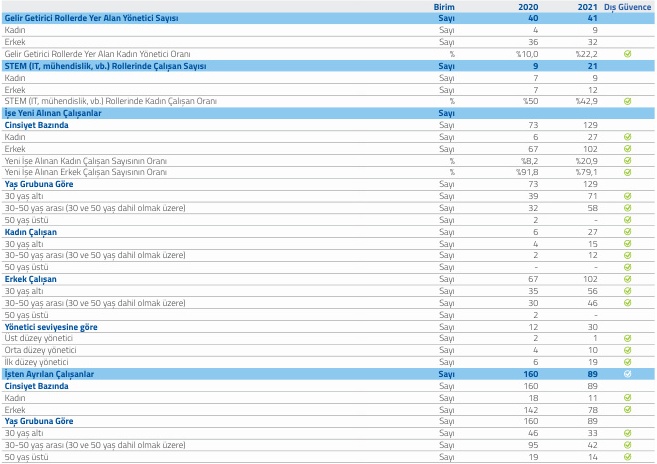 Birim 2020 2021 Dış Güvence
Gelir Getirici Rollerde Yer Alan Yönetici Sayısı Sayı 40 41
Kadın Sayı 4 9
Erkek Sayı 36 32
Gelir Getirici Rollerde Yer Alan Kadın Yönetici Oranı % %10,0 %22,2
STEM (IT, mühendislik, vb.) Rollerinde Çalışan Sayısı Sayı 9 21
Kadın Sayı 7 9
Erkek Sayı 7 12
STEM (IT, mühendislik, vb.) Rollerinde Kadın Çalışan Oranı % %50 %42,9
İşe Yeni Alınan Çalışanlar Sayı
Cinsiyet Bazında Sayı 73 129
Kadın Sayı 6 27
Erkek Sayı 67 102
Yeni İşe Alınan Kadın Çalışan Sayısının Oranı % %8,2 %20,9
Yeni İşe Alınan Erkek Çalışan Sayısının Oranı % %91,8 %79,1
Yaş Grubuna Göre Sayı 73 129
30 yaş altı Sayı 39 71
30-50 yaş arası (30 ve 50 yaş dahil olmak üzere) Sayı 32 58
50 yaş üstü Sayı 2 -
Kadın Çalışan Sayı 6 27
30 yaş altı Sayı 4 15
30-50 yaş arası (30 ve 50 yaş dahil olmak üzere) Sayı 2 12
50 yaş üstü Sayı - -
Erkek Çalışan Sayı 67 102
30 yaş altı Sayı 35 56
30-50 yaş arası (30 ve 50 yaş dahil olmak üzere) Sayı 30 46
50 yaş üstü Sayı 2 -
Yönetici seviyesine göre Sayı 12 30
Üst düzey yönetici Sayı 2 1
Orta düzey yönetici Sayı 4 10
İlk düzey yönetici Sayı 6 19
İşten Ayrılan Çalışanlar Sayı 160 89
Cinsiyet Bazında Sayı 160 89
Kadın Sayı 18 11
Erkek Sayı 142 78
Yaş Grubuna Göre Sayı 160 89
30 yaş altı Sayı 46 33
30-50 yaş arası (30 ve 50 yaş dahil olmak üzere) Sayı 95 42
50 yaş üstü Sayı 19 14